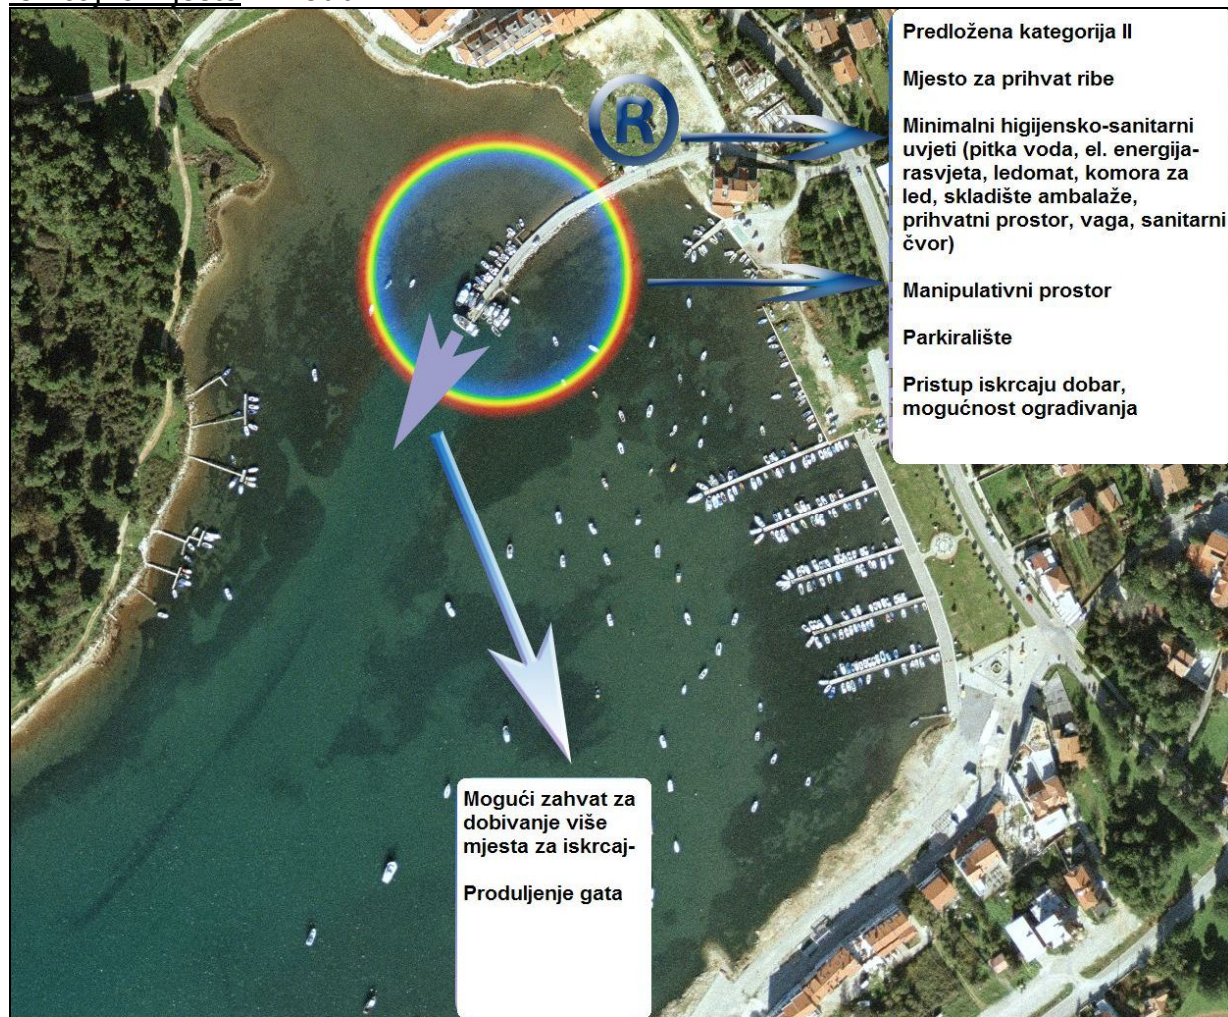 Predložena kategorija II
Mjesto za prihvat ribe
Minimalni higijensko-sanitarni
uvjeti (pitka voda, el. energija-
rasvjeta, ledomat, komora za
led, skladište ambalaže,
prihvatni prostor, vaga, sanitarni
čvor)
Manipulativni prostor
Parkiralište
Pristup iskrcaju dobar,
mogućnost ograđivanja
R
Mogući zahvat za
dobivanje više
mjesta za iskrcaj-
Produljenje gata